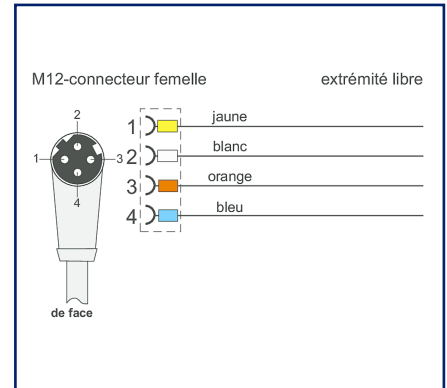 M12-connecteur femelle extrémité libre
2
1 3
4
1 jaune
2 blanc
3 orange
4 bleu
de face